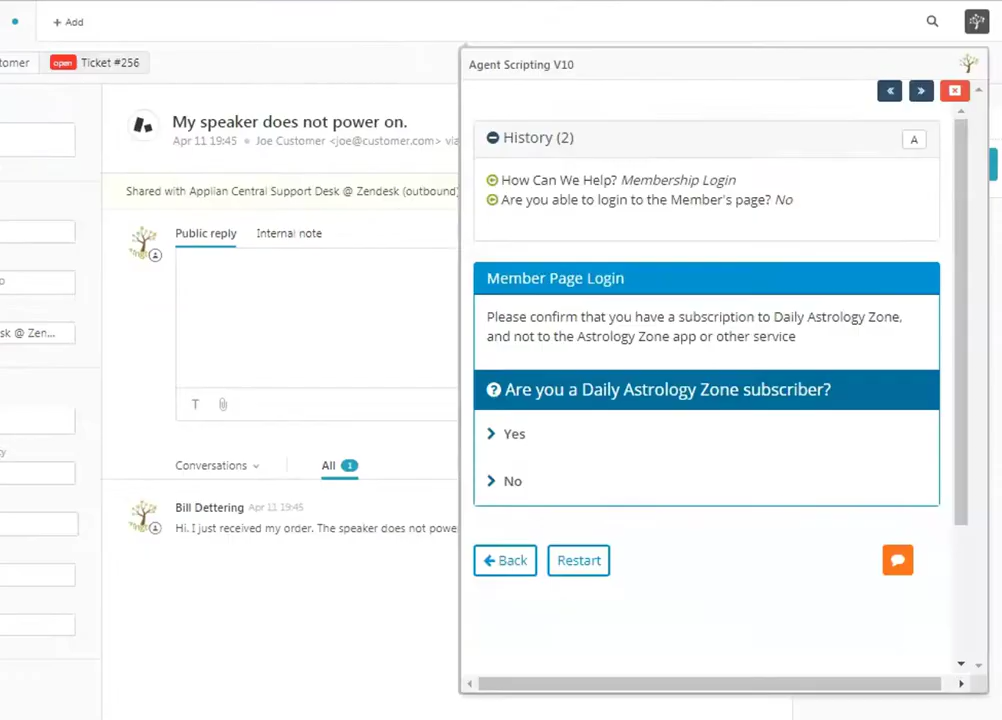 + Add
tomer
open Ticket #256
Agent Scripting V10
« »
My speaker does not power on.
Apr 11 19:45 Joe Customer <joe@customer.com> via
Shared with Applian Central Support Desk @ Zendesk (outbound)
Public reply Internal note
T
sk @ Zen...
Conversations All 1
Bill Dettering Apr 11 19:45
Hi. I just received my order. The speaker does not powe
History (2) A
How Can We Help? Membership Login
Are you able to login to the Member's page? No
Member Page Login
Please confirm that you have a subscription to Daily Astrology Zone,
and not to the Astrology Zone app or other service
Are you a Daily Astrology Zone subscriber?
Yes
No
Back Restart